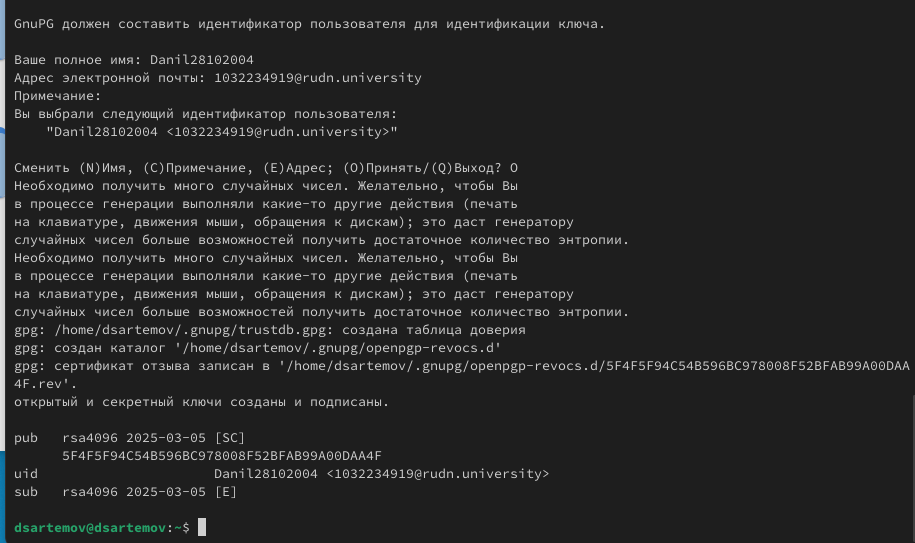 GnuPG должен составить идентификатор пользователя для идентификации ключа.
Ваше полное имя: Danil28102004
Адрес электронной почты: 1032234919@rudn.university
Примечание:
Вы выбрали следующий идентификатор пользователя:
"Danil28102004 <1032234919@rudn.university>"
Сменить (N)Имя, (C)Примечание, (E)Адрес; (O)Принять/(Q)Выход? O
Необходимо получить много случайных чисел. Желательно, чтобы Вы
в процессе генерации выполняли какие-то другие действия (печать
на клавиатуре, движения мыши, обращения к дискам); это даст генератору
случайных чисел больше возможностей получить достаточное количество энтропии.
Необходимо получить много случайных чисел. Желательно, чтобы Вы
в процессе генерации выполняли какие-то другие действия (печать
на клавиатуре, движения мыши, обращения к дискам); это даст генератору
случайных чисел больше возможностей получить достаточное количество энтропии.
gpg: /home/dsartemov/.gnupg/trustdb.gpg: создана таблица доверия
gpg: создан каталог '/home/dsartemov/.gnupg/openpgp-revocs.d'
gpg: сертификат отзыва записан в '/home/dsartemov/.gnupg/openpgp-revocs.d/5F4F5F94C54B596BC978008F52BFAB99A00DAA
4F.rev'.
открытый и секретный ключи созданы и подписаны.
pub   rsa4096 2025-03-05 [SC]
5F4F5F94C54B596BC978008F52BFAB99A00DAA4F
uid                      Danil28102004 <1032234919@rudn.university>
sub   rsa4096 2025-03-05 [E]
dsartemov@dsartemov:~$